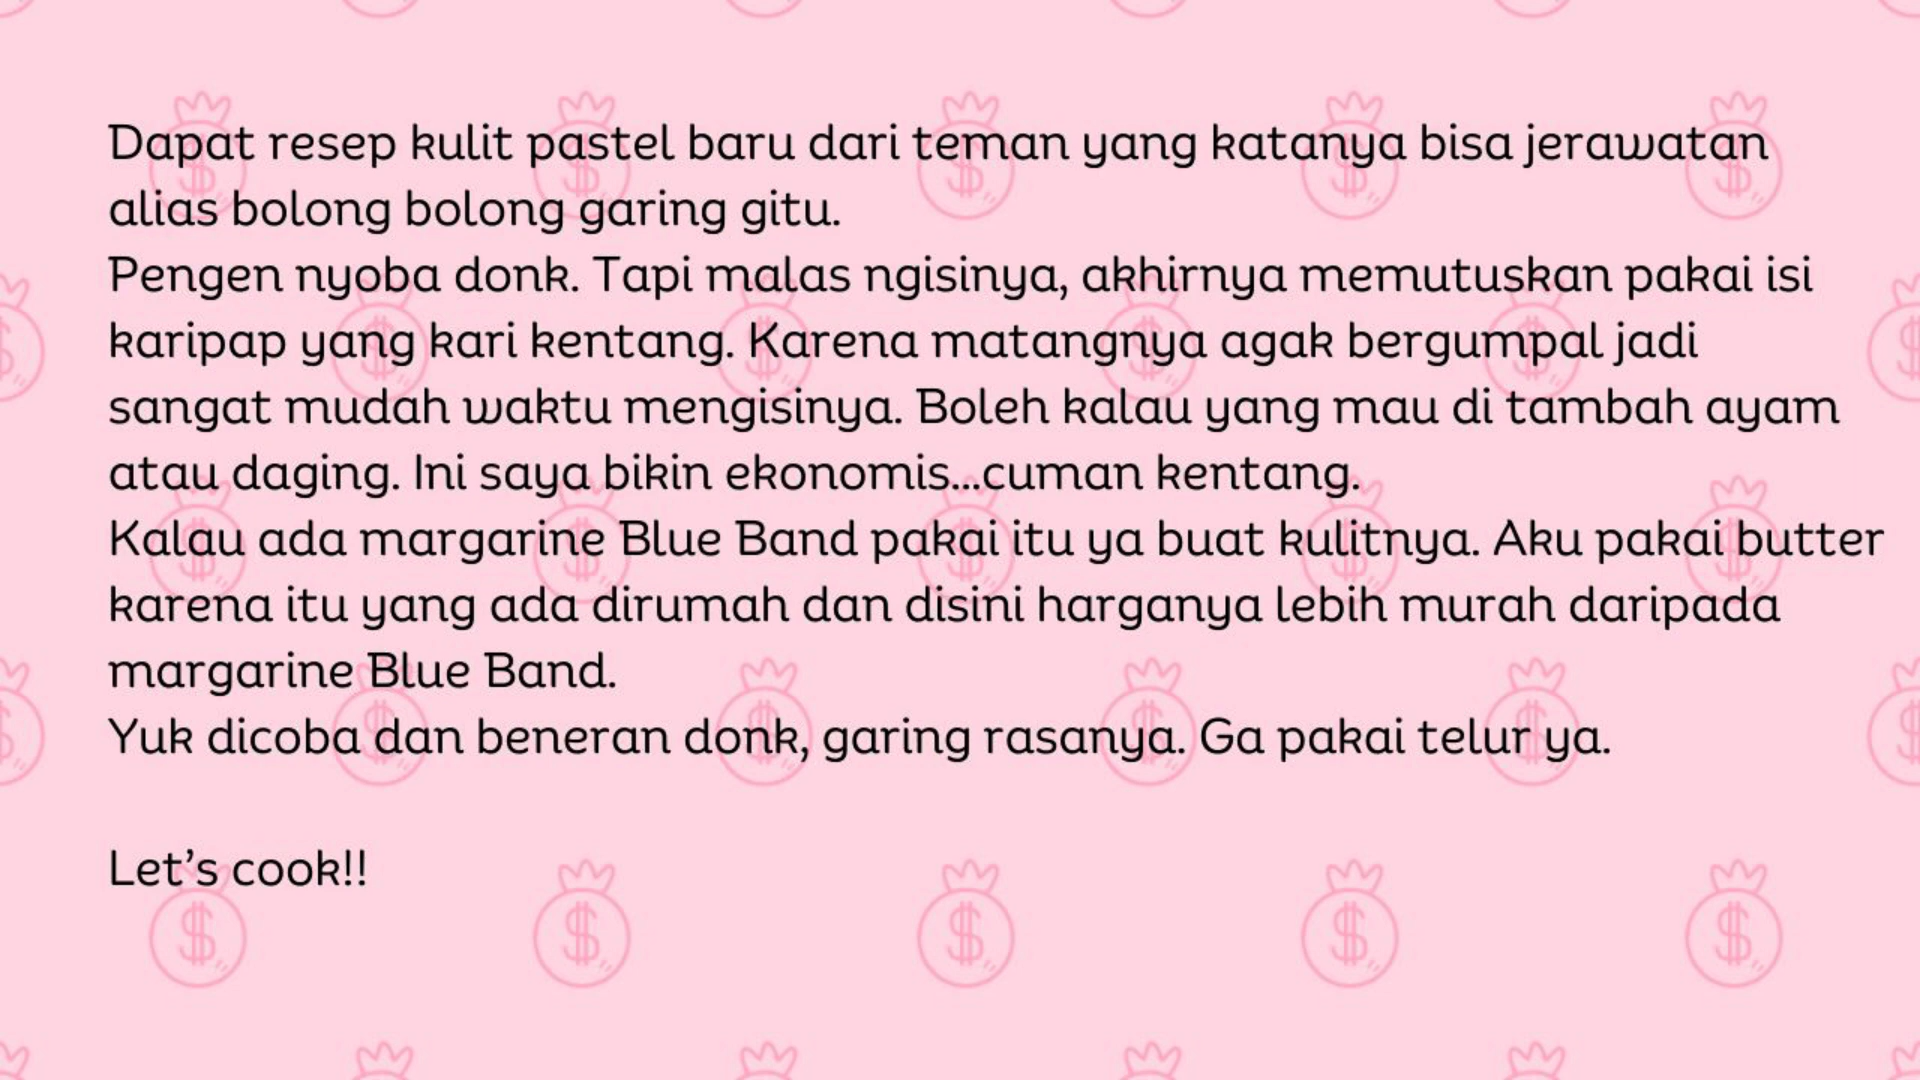 Dapat resep kulit pastel baru dari teman yang katanya bisa jerawatan
alias bolong bolong garing gitu.
Pengen nyoba donk. Tapi malas ngisinya, akhirnya memutuskan pakai isi
karipap yang kari kentang. Karena matangnya agak bergumpal jadi
sangat mudah waktu mengisinya. Boleh kalau yang mau di tambah ayam
atau daging. Ini saya bikin ekonomis...cuman kentang.
Kalau ada margarine Blue Band pakai itu ya buat kulitnya. Aku pakai butter
karena itu yang ada dirumah dan disini harganya lebih murah daripada
margarine Blue Band.
Yuk dicoba dan beneran donk, garing rasanya. Ga pakai telur ya.
Let’s cook!!